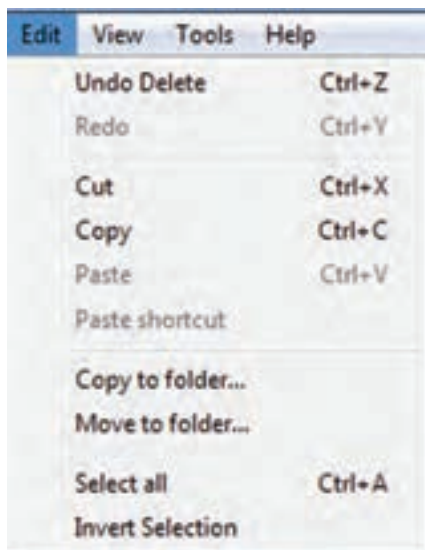 Edit View Tools Help
Undo Delete Ctrl+Z
Redo Ctrl+Y
Cut Ctrl+X
Copy Ctrl+C
Paste Ctrl+V
Paste shortcut
Copy to folder...
Move to folder...
Select all Ctrl+A
Invert Selection